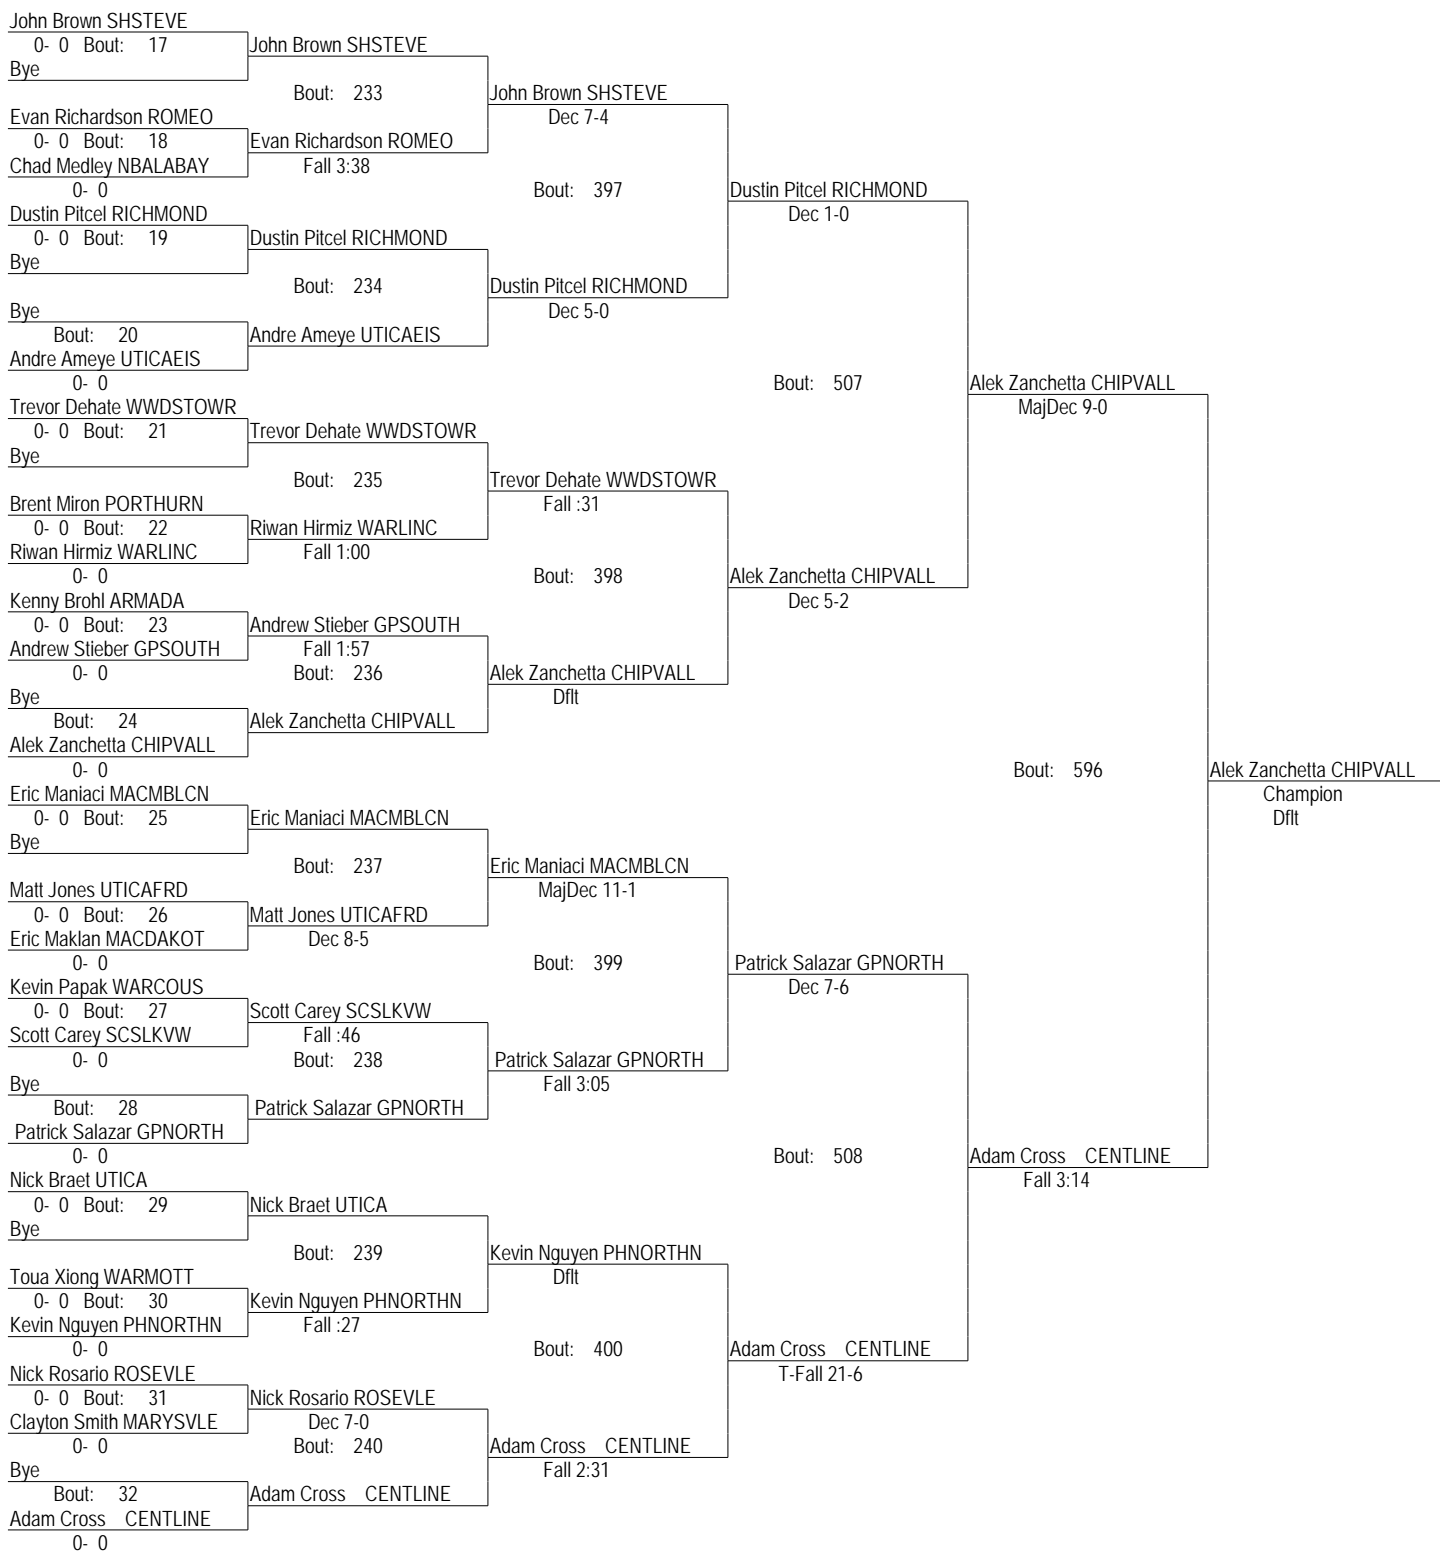 John Brown SHSTEVE
0- 0 Bout: 17 John Brown SHSTEVE
Bye
Bout: 233 John Brown SHSTEVE
Evan Richardson ROMEO Dec 7-4
0- 0 Bout: 18 Evan Richardson ROMEO
Chad Medley NBALABAY Fall 3:38
0- 0 Bout: 397 Dustin Pitcel RICHMOND
Dustin Pitcel RICHMOND Dec 1-0
0- 0 Bout: 19 Dustin Pitcel RICHMOND
Bye
Bout: 234 Dustin Pitcel RICHMOND
Bye Dec 5-0
Bout: 20 Andre Ameye UTICAEIS
Andre Ameye UTICAEIS
0- 0 Bout: 507 Alek Zanchetta CHIPVALL
Trevor Dehate WWDSTOWR MajDec 9-0
0- 0 Bout: 21 Trevor Dehate WWDSTOWR
Bye
Bout: 235 Trevor Dehate WWDSTOWR
Brent Miron PORTHURN Fall :31
0- 0 Bout: 22 Riwan Hirmiz WARLINC
Riwan Hirmiz WARLINC Fall 1:00
0- 0 Bout: 398 Alek Zanchetta CHIPVALL
Kenny Brohl ARMADA Dec 5-2
0- 0 Bout: 23 Andrew Stieber GPSOUTH
Andrew Stieber GPSOUTH Fall 1:57
0- 0 Bout: 236 Alek Zanchetta CHIPVALL
Bye Dflt
Bout: 24 Alek Zanchetta CHIPVALL
Alek Zanchetta CHIPVALL
0- 0 Bout: 596 Alek Zanchetta CHIPVALL
Eric Maniaci MACMBLCN Champion
0- 0 Bout: 25 Eric Maniaci MACMBLCN Dflt
Bye
Bout: 237 Eric Maniaci MACMBLCN
Matt Jones UTICAFRD MajDec 11-1
0- 0 Bout: 26 Matt Jones UTICAFRD
Eric Maklan MACDAKOT Dec 8-5
0- 0 Bout: 399 Patrick Salazar GPNORTH
Kevin Papak WARCOUS Dec 7-6
0- 0 Bout: 27 Scott Carey SCSLKVW
Scott Carey SCSLKVW Fall :46
0- 0 Bout: 238 Patrick Salazar GPNORTH
Bye Fall 3:05
Bout: 28 Patrick Salazar GPNORTH
Patrick Salazar GPNORTH
0- 0 Bout: 508 Adam Cross CENTLINE
Nick Braet UTICA Fall 3:14
0- 0 Bout: 29 Nick Braet UTICA
Bye
Bout: 239 Kevin Nguyen PHNORTHN
Toua Xiong WARMOTT Dflt
0- 0 Bout: 30 Kevin Nguyen PHNORTHN
Kevin Nguyen PHNORTHN Fall :27
0- 0 Bout: 400 Adam Cross CENTLINE
Nick Rosario ROSEVLE T-Fall 21-6
0- 0 Bout: 31 Nick Rosario ROSEVLE
Clayton Smith MARYSVLE Dec 7-0
0- 0 Bout: 240 Adam Cross CENTLINE
Bye Fall 2:31
Bout: 32 Adam Cross CENTLINE
Adam Cross CENTLINE
0- 0